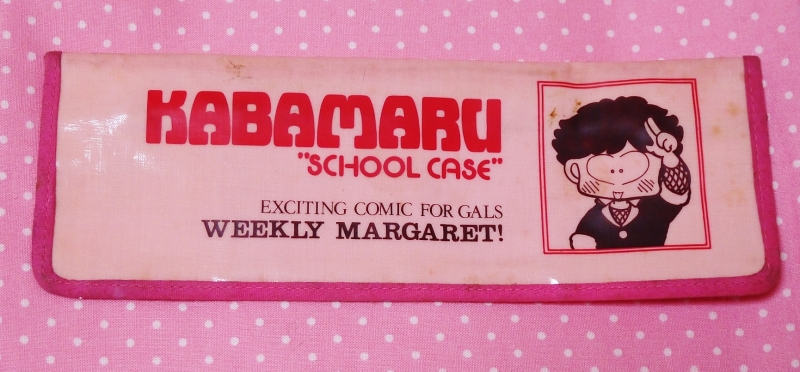 KABAMARU
"SCHOOL CASE"
EXCITING COMIC FOR GALS
WEEKLY MARGARET!